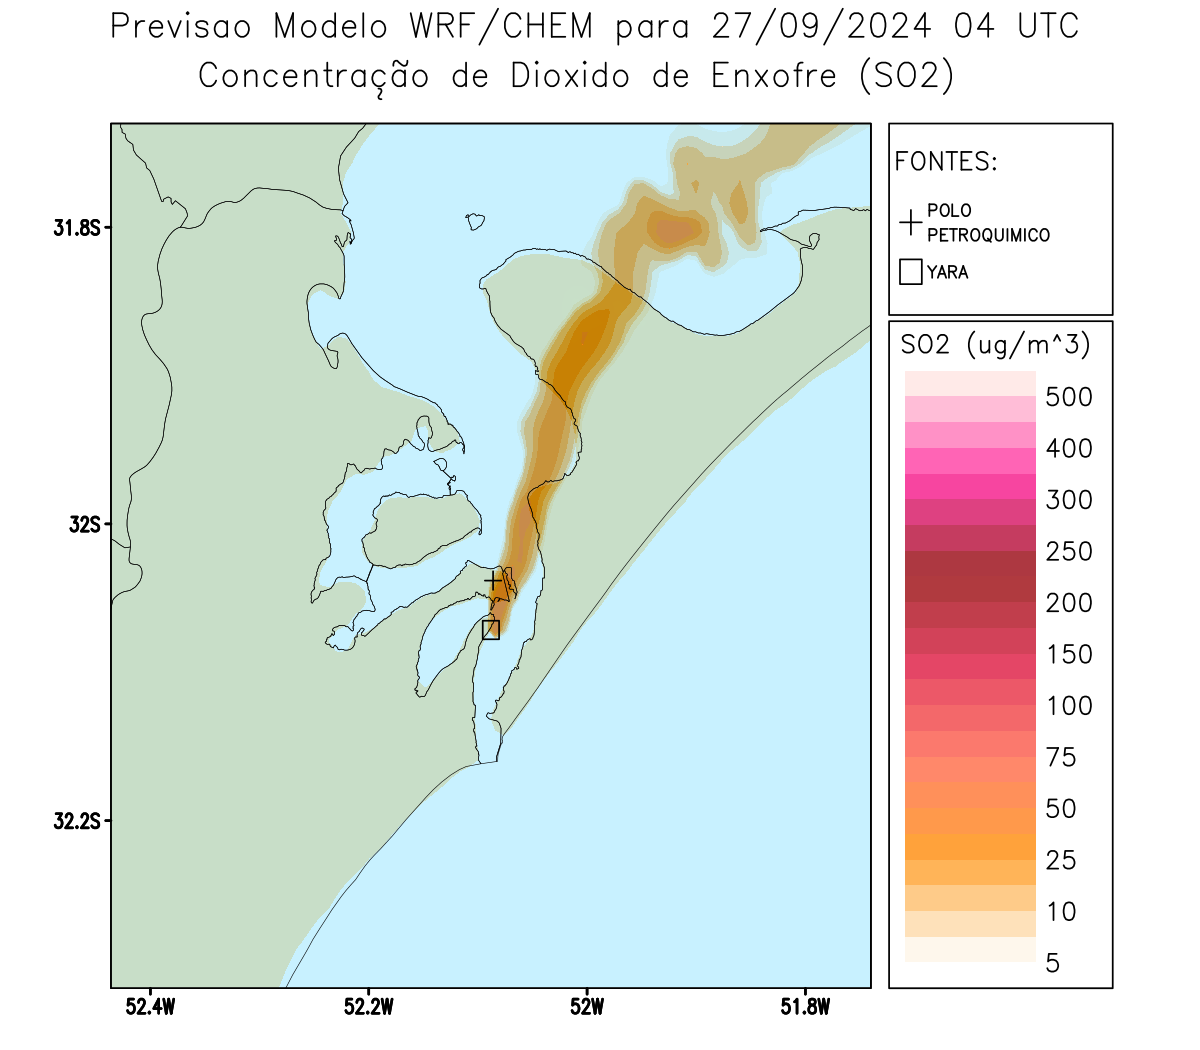 Previsao Modelo WRF/CHEM para 27/09/2024 04 UTC
Concentração de Dioxido de Enxofre (SO2)
FONTES:
POLO
PETROQUIMICO
YARA
SO2 (ug/m^3)
500
400
300
250
200
150
100
75
50
25
10
5
31.8S
32S
32.2S
52.4W
52.2W
52W
51.8W